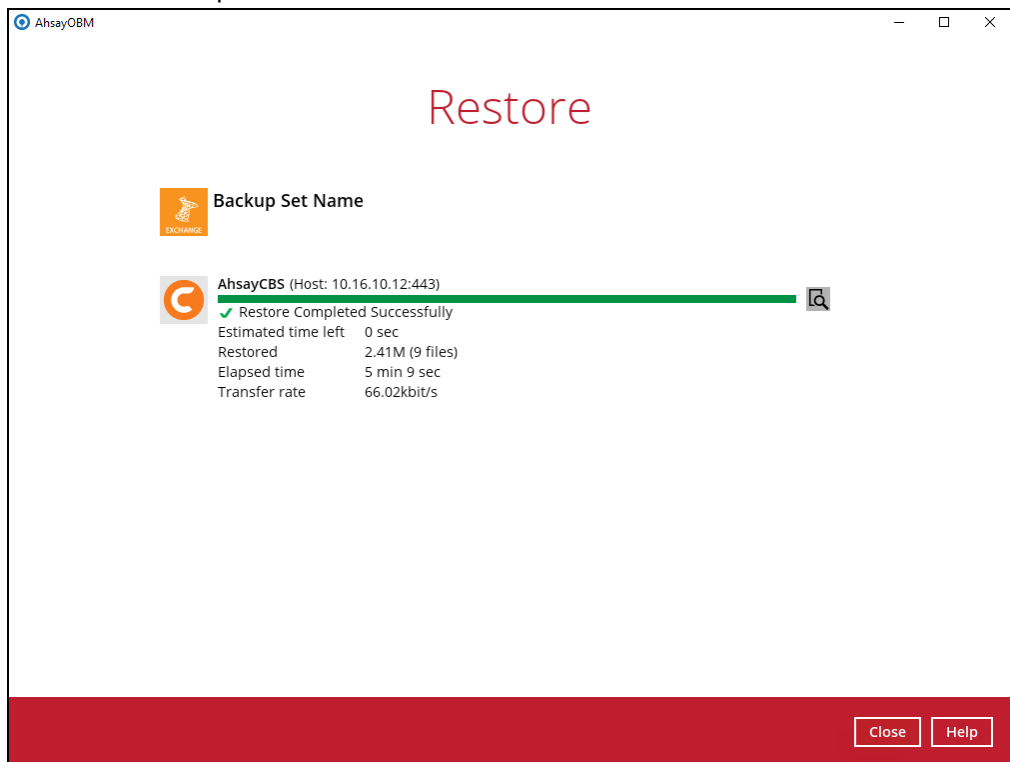 AhsayOBM
Restore
EXCHANGE
Backup Set Name
AhsayCBS (Host: 10.16.10.12:443)
Restore Completed Successfully
Estimated time left 0 sec
Restored 2.41M (9 files)
Elapsed time 5 min 9 sec
Transfer rate 66.02kbit/s
Close Help